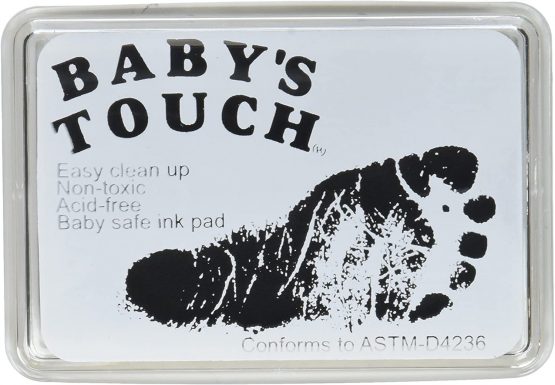 BABY'S
TOUCH (R)
Easy clean up
Non-toxic
Acid-free
Baby safe ink pad
Conforms to ASTM-D4236